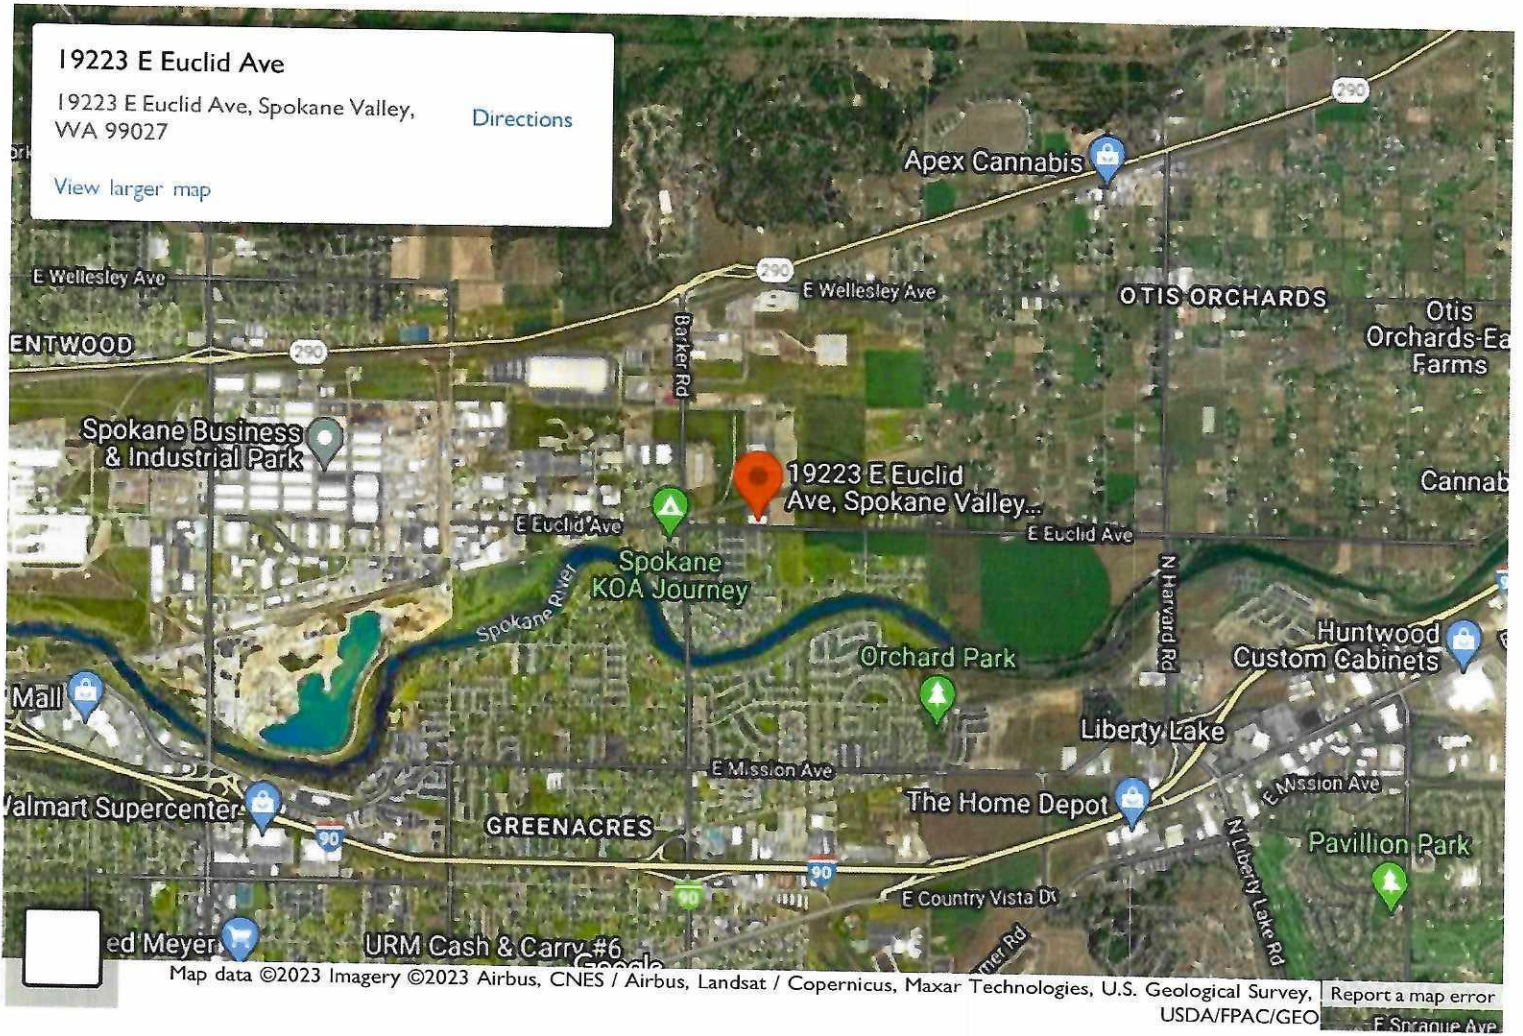 19223 E Euclid Ave
19223 E Euclid Ave, Spokane Valley,
WA 99027
Directions
View larger map
290
Apex Cannabis
E Wellesley Ave
290
E Wellesley Ave
OTIS ORCHARDS
Otis
Orchards-Ea
Farms
ENTWOOD
290
Barker Rd
Spokane Business
& Industrial Park
19223 E Euclid
Ave, Spokane Valley...
Cannab
E Euclid Ave
E Euclid Ave
Spokane
KOA Journey
Spokane River
N Harvard Rd
Huntwood
Custom Cabinets
Orchard Park
Mall
Liberty Lake
E Mission Ave
E Mission Ave
Walmart Supercenter
The Home Depot
90
GREENACRES
Pavillion Park
90
90
N Liberty Lake Rd
E Country Vista Dr
ed Meyer
URM Cash & Carry #6
mer Rd
Google
Map data ©2023 Imagery ©2023 Airbus, CNES / Airbus, Landsat / Copernicus, Maxar Technologies, U.S. Geological Survey,
USDA/FPAC/GEO
Report a map error
E Sprague Ave